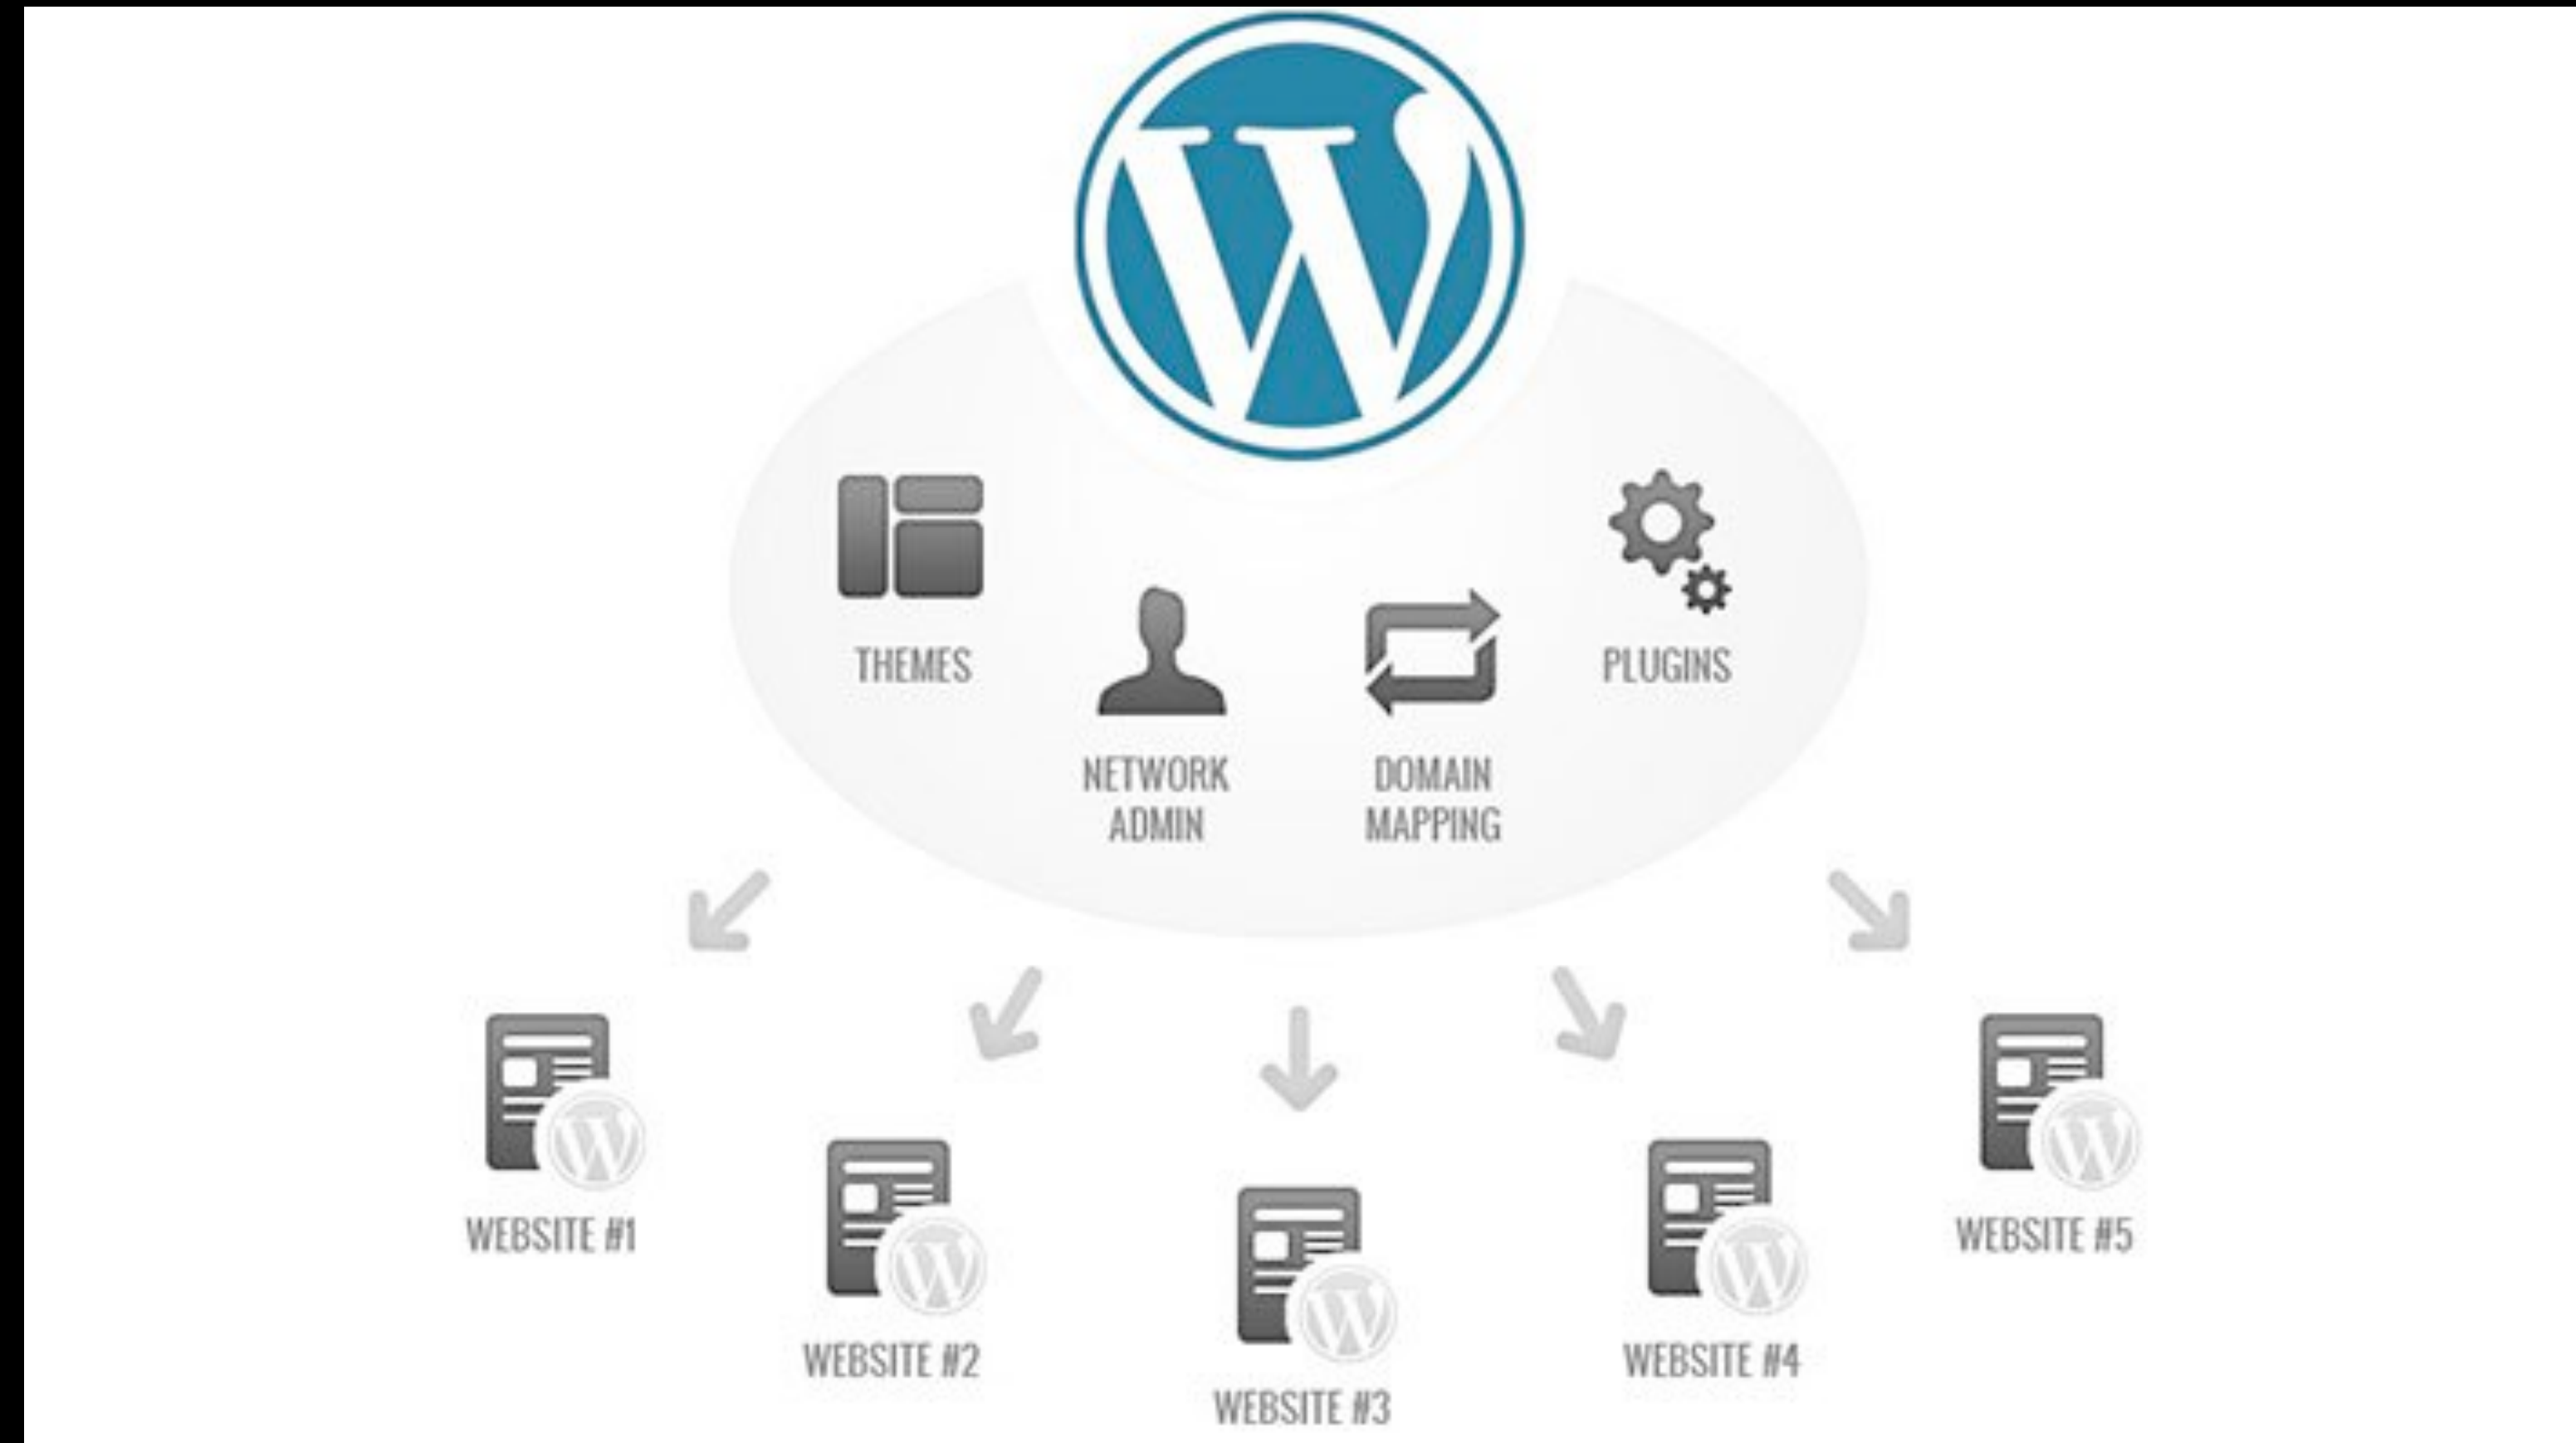 THEMES
PLUGINS
NETWORK
ADMIN
DOMAIN
MAPPING
WEBSITE #1
WEBSITE #2
WEBSITE #3
WEBSITE #4
WEBSITE #5